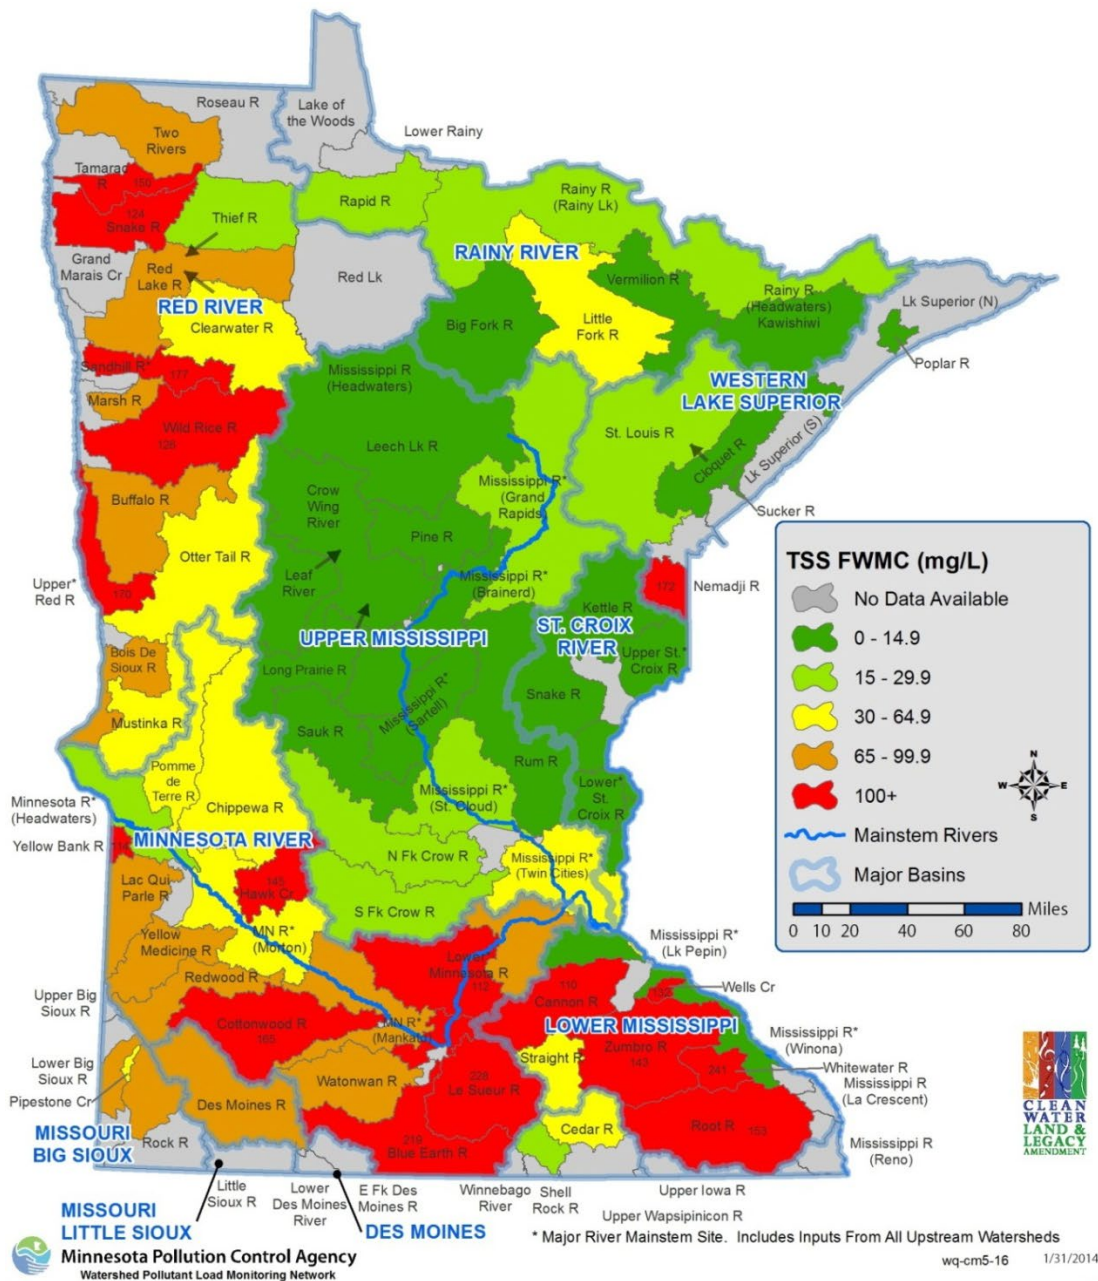 Roseau R
Lake of
the Woods
Lower Rainy
Two
Rivers
Tamarac
R
150
124
Snake R
Thief R
Rapid R
Rainy R
(Rainy Lk)
Grand
Marais Cr
Red
Lake R
RED RIVER
Clearwater R
Red Lk
RAINY RIVER
Vermilion R
Rainy R
(Headwaters)
Kawishiwi
Lk Superior (N)
Big Fork R
Little
Fork R
Poplar R
Sandhill R*
177
Marsh R
Wild Rice R
126
Mississippi R
(Headwaters)
WESTERN
LAKE SUPERIOR
Leech Lk R
St. Louis R
Cloquet R
Lk Superior (S)
Sucker R
Buffalo R
Crow
Wing
River
Mississippi R*
(Grand
Rapids)
Pine R
Otter Tail R
Upper*
Red R
170
Leaf
River
Mississippi R*
(Brainerd)
172
Nemadji R
Kettle R
UPPER MISSISSIPPI
ST. CROIX
RIVER
Upper St.*
Croix R
Bois De
Sioux R
Long Prairie R
Mississippi R*
(Sartell)
Snake R
Mustinka R
Sauk R
Pomme
de
Terre R
Chippewa R
Rum R
Lower*
St.
Croix R
Mississippi R*
(St. Cloud)
Minnesota R*
(Headwaters)
Yellow Bank R
MINNESOTA RIVER
N Fk Crow R
Mississippi R*
(Twin Cities)
Lac Qui
Parle R
145
Hawk Cr
S Fk Crow R
MN R*
(Morton)
Yellow
Medicine R
Redwood R
Lower*
Minnesota R
112
Mississippi R*
(Lk Pepin)
110
Cannon R
132
Wells Cr
Upper Big
Sioux R
Cottonwood R
165
MN R*
(Mankato)
LOWER MISSISSIPPI
Mississippi R*
(Winona)
Zumbro R
143
241
Whitewater R
Lower Big
Sioux R
Pipestone Cr
Straight R
Watonwan R
228
Le Sueur R
Mississippi R
(La Crescent)
Des Moines R
Cedar R
Root R
153
MISSOURI
BIG SIOUX
Rock R
219
Blue Earth R
Mississippi R
(Reno)
Little
Sioux R
Lower
Des Moines
River
E Fk Des
Moines R
Winnebago
River
Shell
Rock R
Upper Iowa R
Upper Wapsipinicon R
MISSOURI
LITTLE SIOUX
DES MOINES
TSS FWMC (mg/L)
No Data Available
0 - 14.9
15 - 29.9
30 - 64.9
65 - 99.9
100+
Mainstem Rivers
Major Basins
N
W
E
S
Miles
0 10 20 40 60 80
CLEAN
WATER
LAND &
LEGACY
AMENDMENT
* Major River Mainstem Site. Includes Inputs From All Upstream Watersheds
wq-cm5-16 1/31/2014
Minnesota Pollution Control Agency
Watershed Pollutant Load Monitoring Network